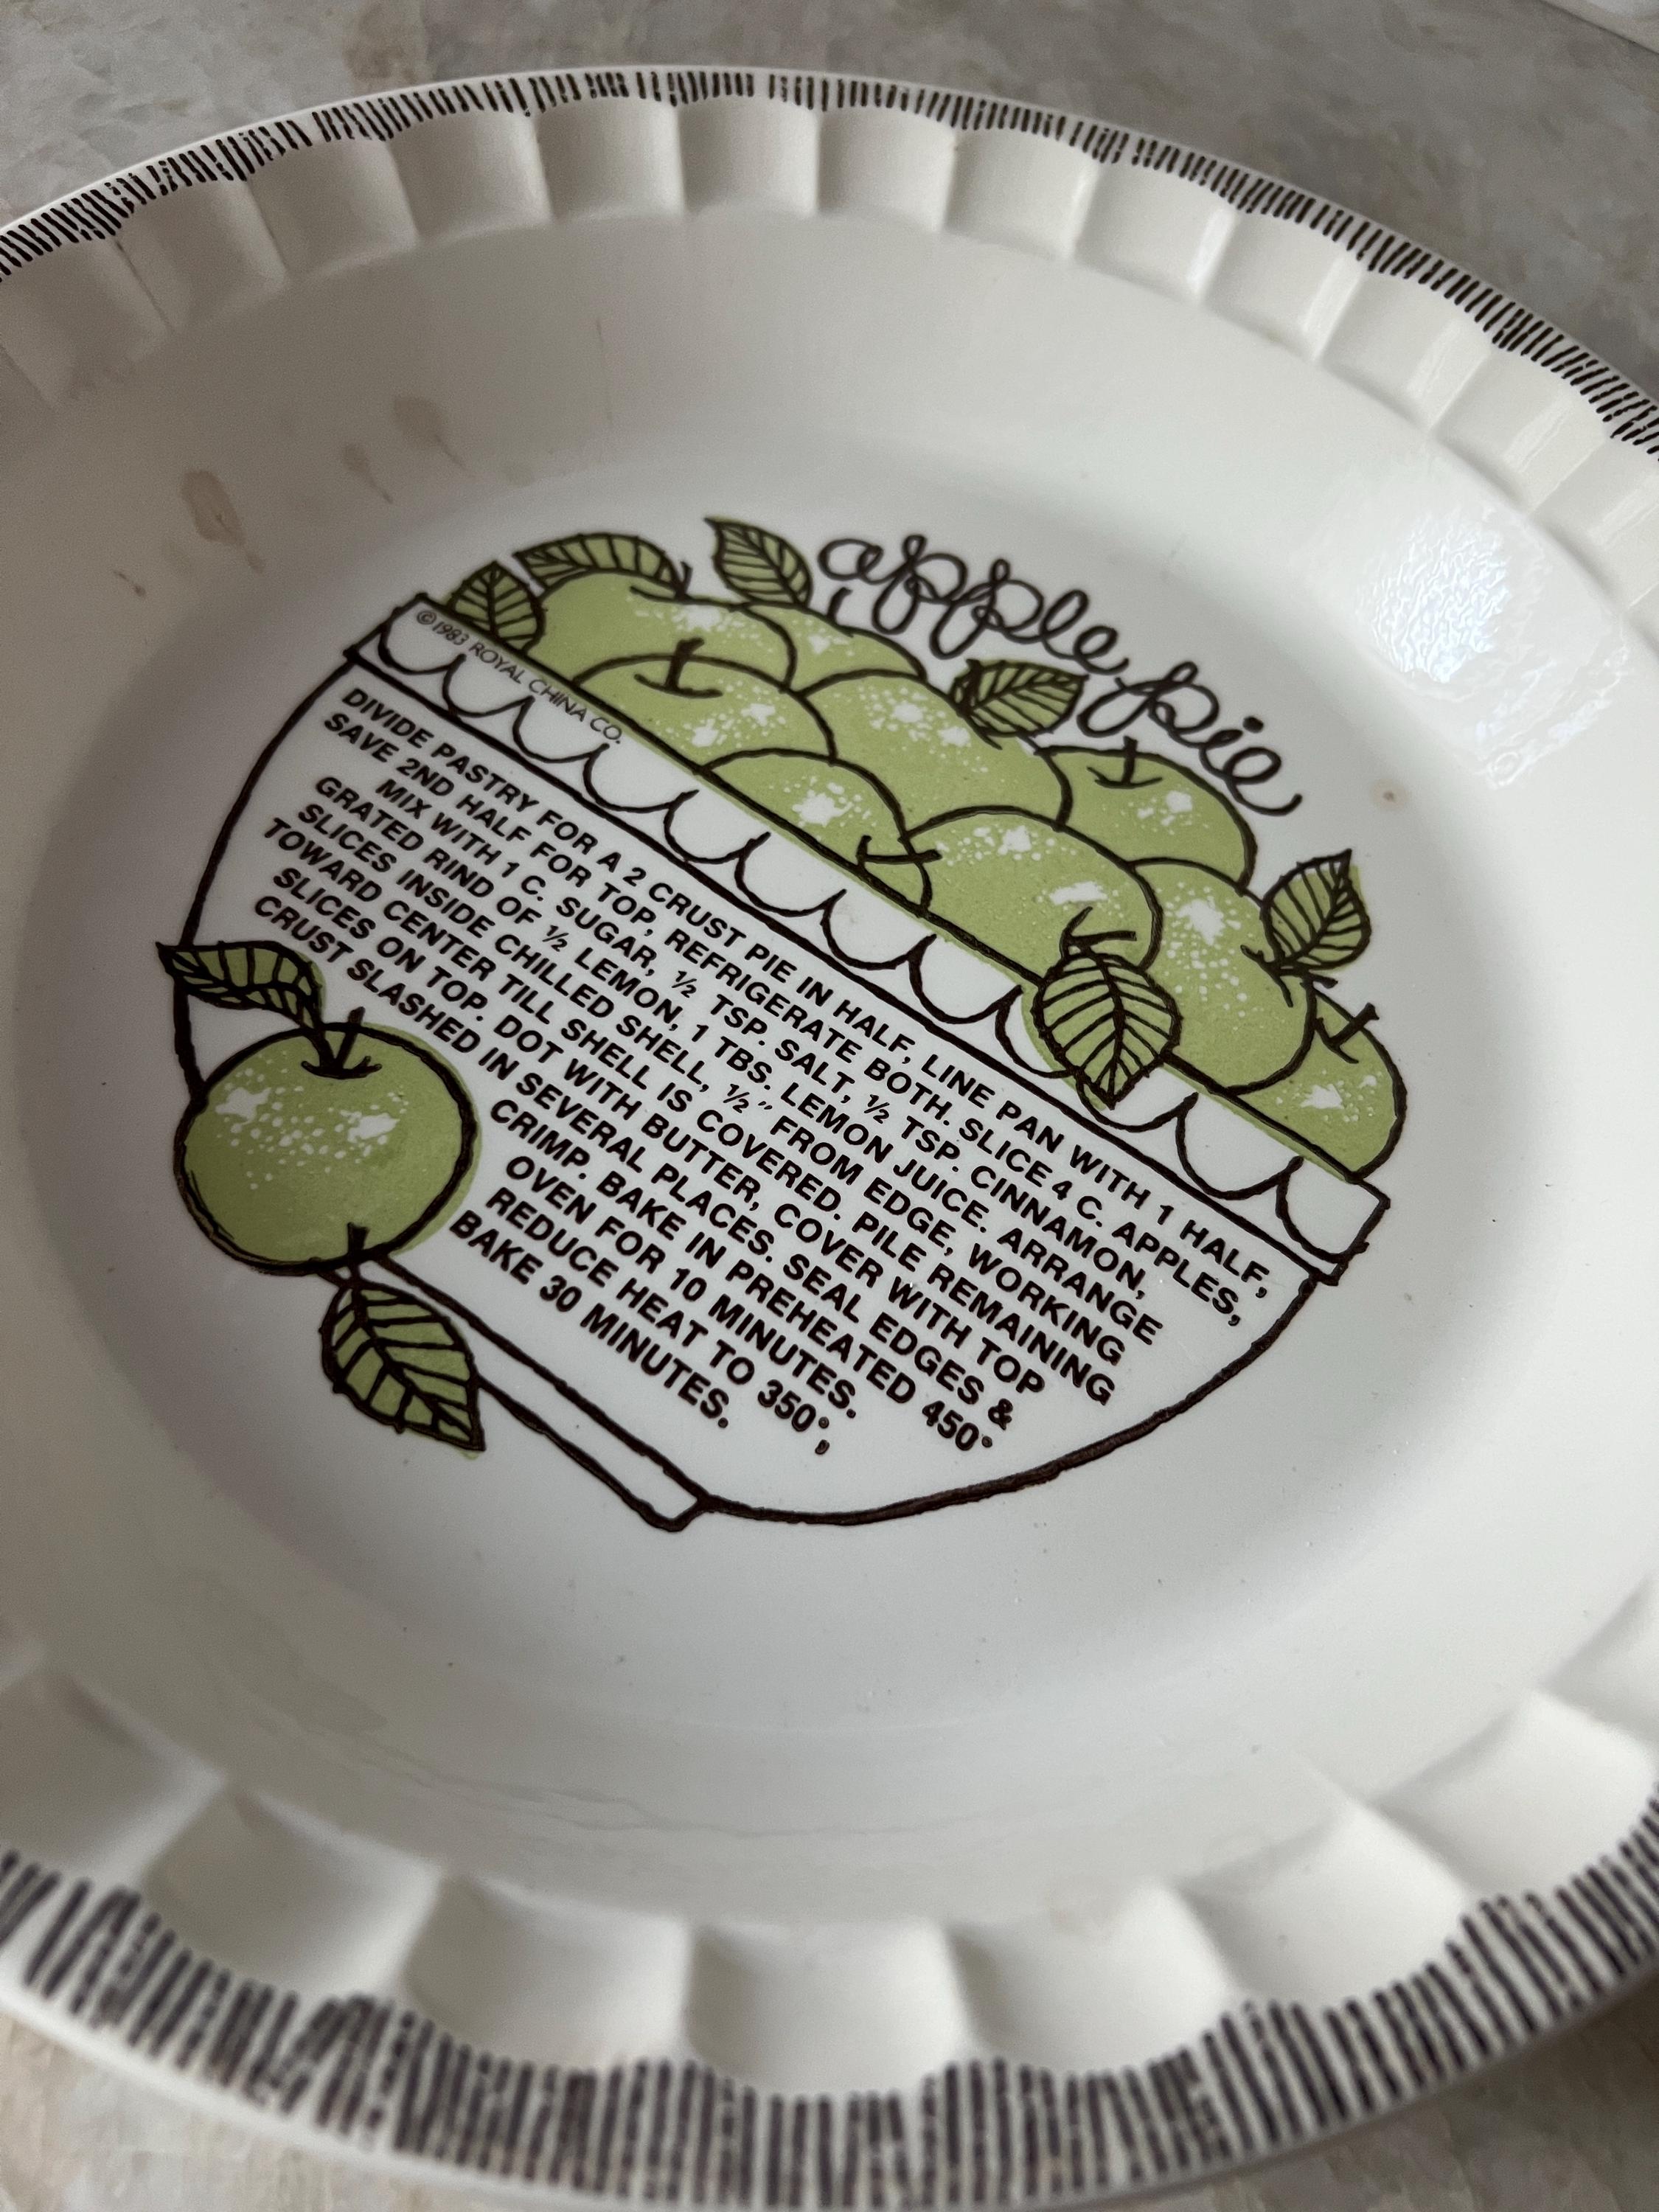 apple pie
©1983 ROYAL CHINA CO.
DIVIDE PASTRY FOR A 2 CRUST PIE IN HALF, LINE PAN WITH 1 HALF,
SAVE 2ND HALF FOR TOP, REFRIGERATE BOTH. SLICE 4 C. APPLES,
MIX WITH 1 C. SUGAR, ½ TSP. SALT, ½ TSP. CINNAMON,
GRATED RIND OF ½ LEMON, 1 TBS. LEMON JUICE. ARRANGE
SLICES INSIDE CHILLED SHELL, ½" FROM EDGE, WORKING
TOWARD CENTER TILL SHELL IS COVERED. PILE REMAINING
SLICES ON TOP. DOT WITH BUTTER, COVER WITH TOP
CRUST SLASHED IN SEVERAL PLACES. SEAL EDGES &
CRIMP. BAKE IN PREHEATED 450°
OVEN FOR 10 MINUTES.
REDUCE HEAT TO 350°,
BAKE 30 MINUTES.